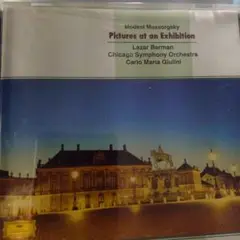 Modest Mussorgsky
Pictures at an Exhibition
Lazar Berman
Chicago Symphony Orchestra
Carlo Maria Giulini